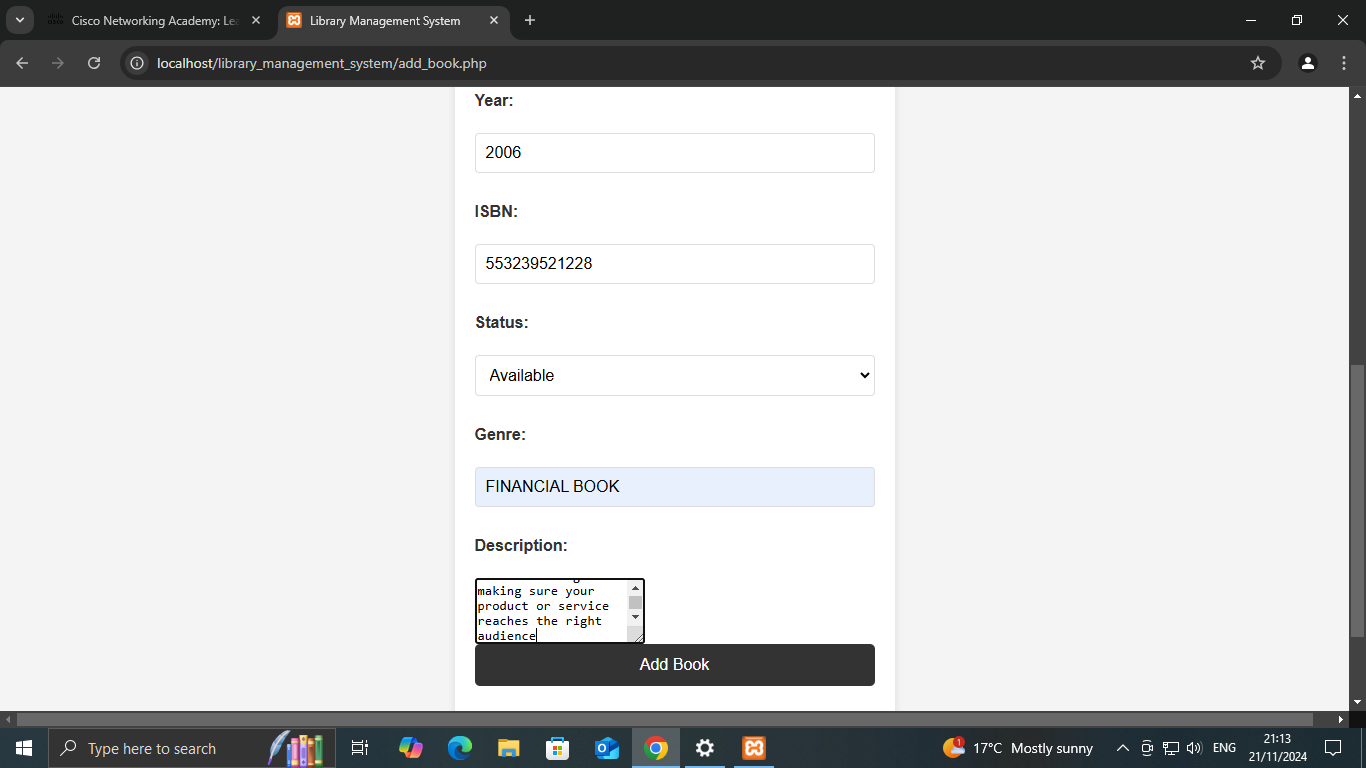 Cisco Networking Academy: Le
Library Management System
localhost/library_management_system/add_book.php
Year:
2006
ISBN:
553239521228
Status:
Available
Genre:
FINANCIAL BOOK
Description:
making sure your
product or service
reaches the right
audience
Add Book
Type here to search
1
17°C Mostly sunny
ENG
21:13
21/11/2024